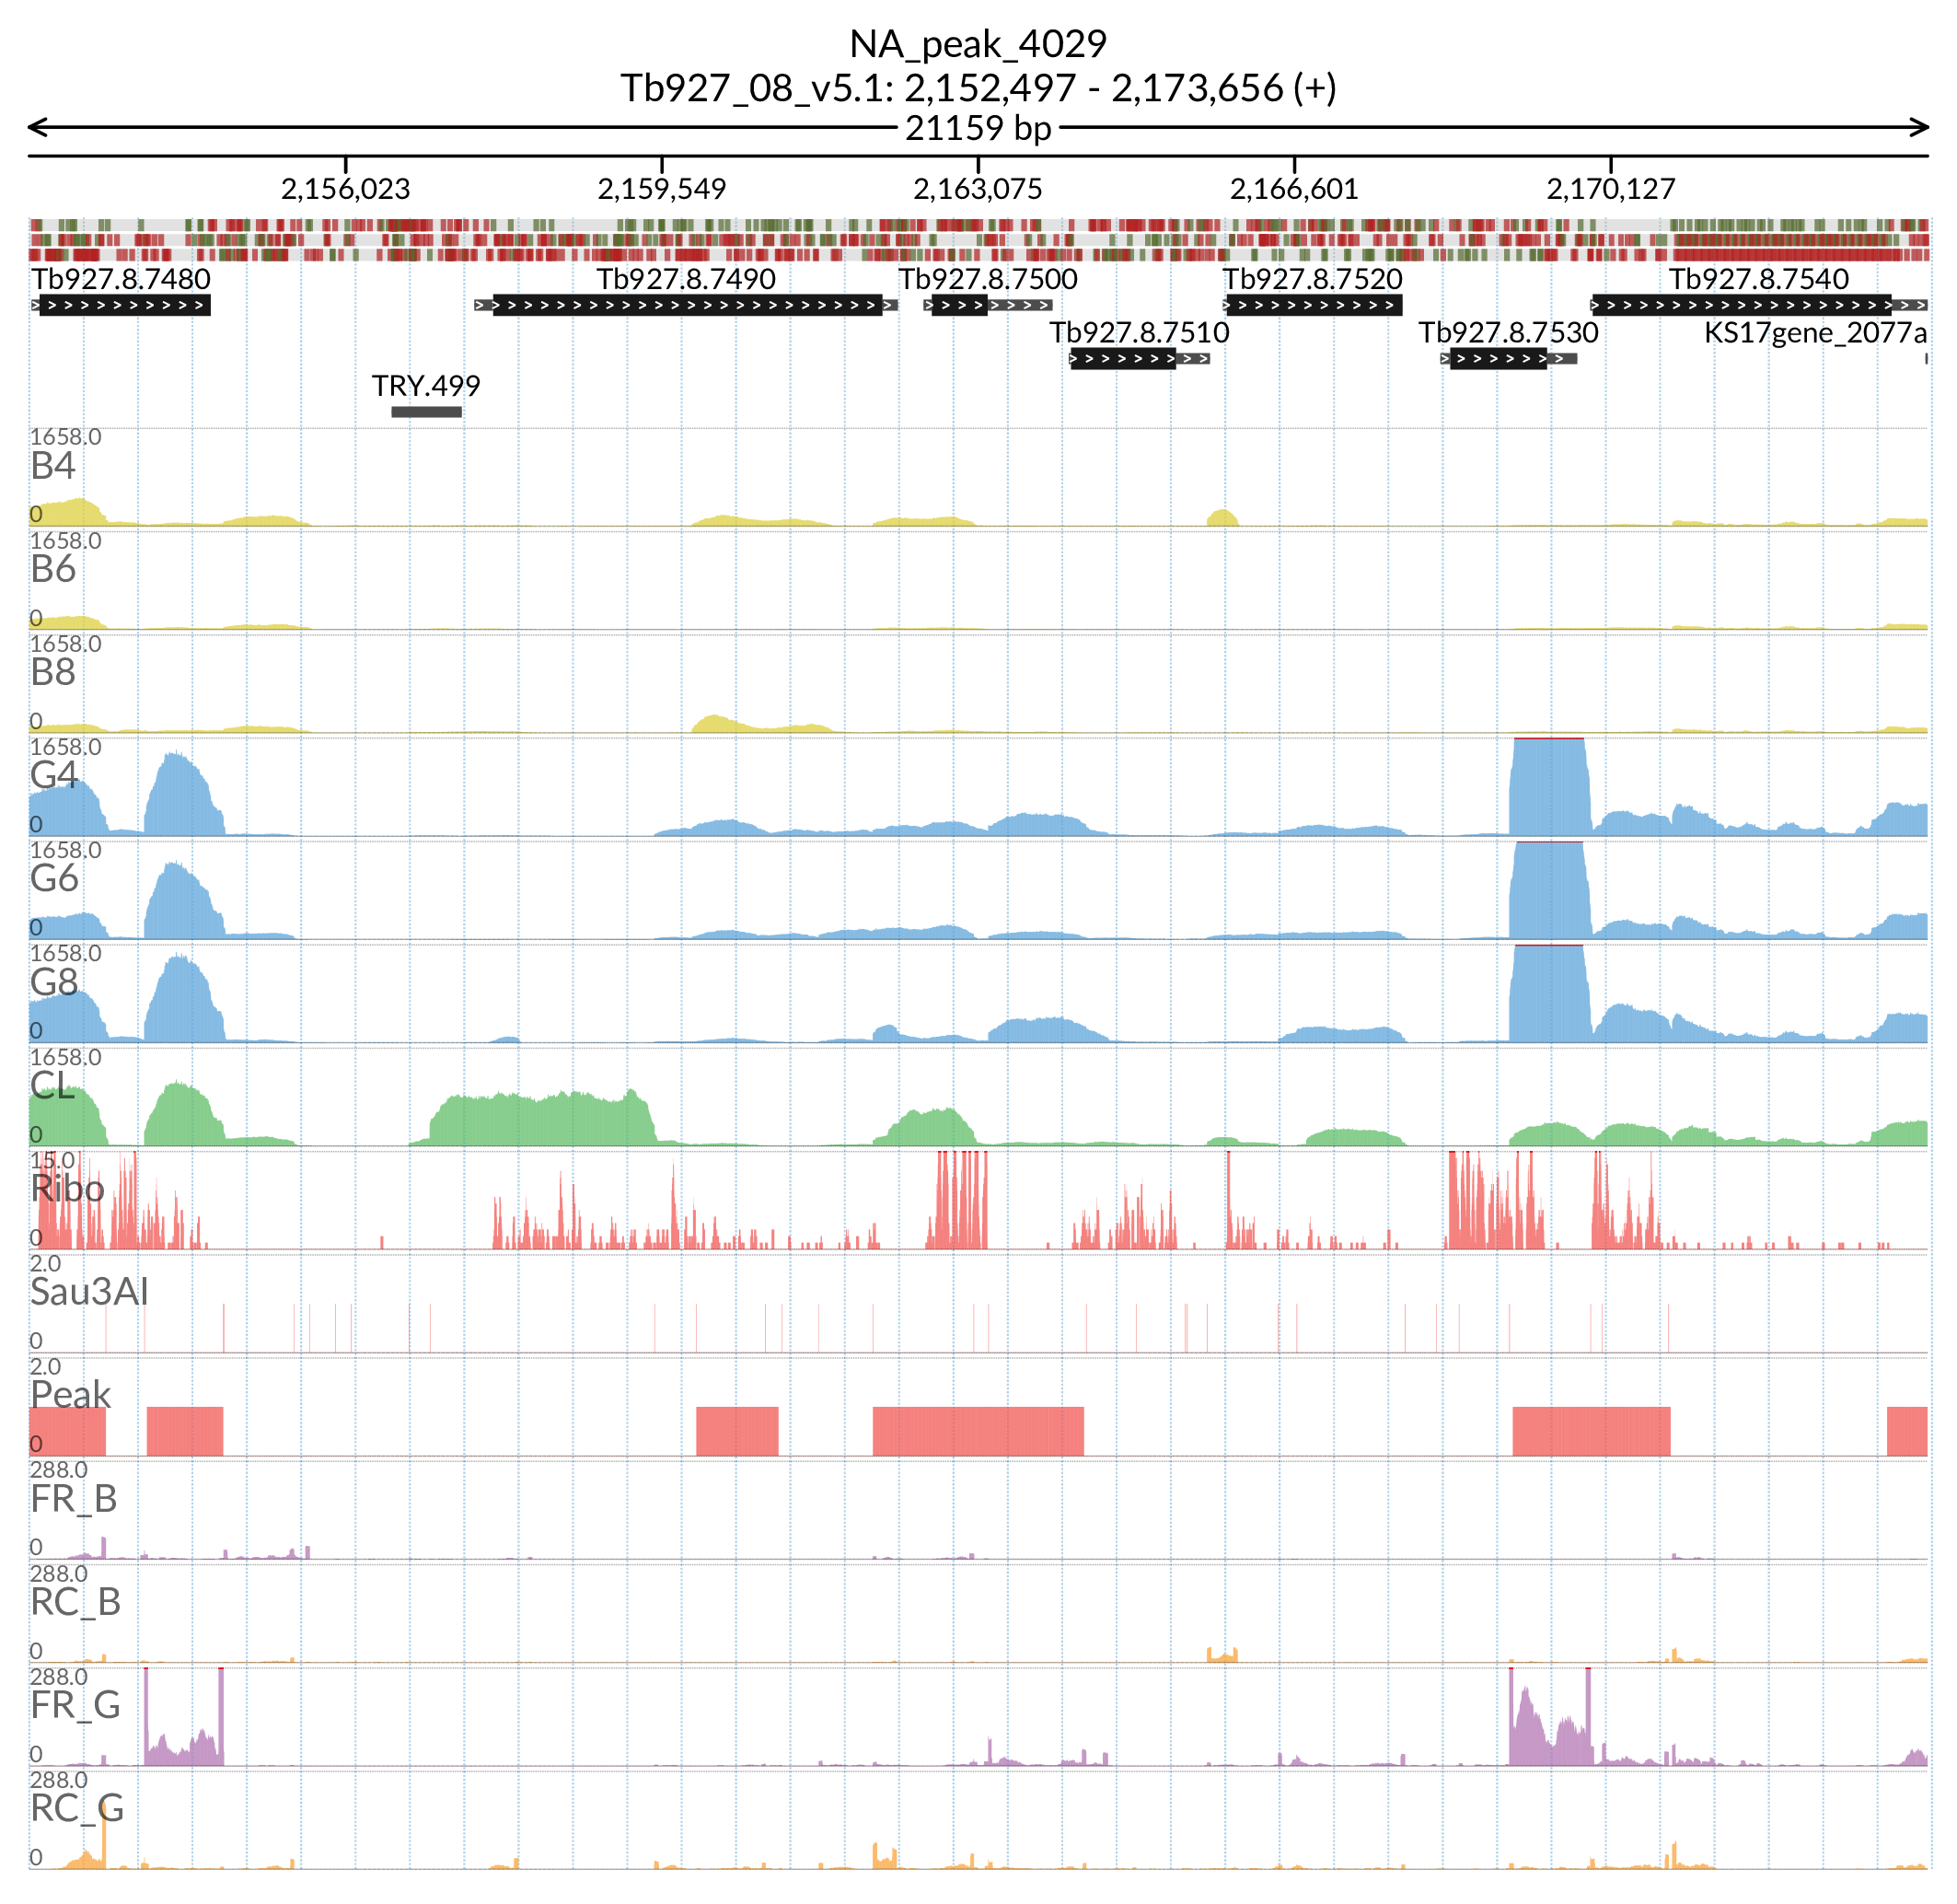 NA_peak_4029
Tb927_08_v5.1: 2,152,497 - 2,173,656 (+)
21159 bp
2,156,023 2,159,549 2,163,075 2,166,601 2,170,127
Tb927.8.7480 Tb927.8.7490 Tb927.8.7500 Tb927.8.7520 Tb927.8.7540
Tb927.8.7510 Tb927.8.7530 KS17gene_2077a
TRY.499
1658.0
B4
0
1658.0
B6
0
1658.0
B8
0
1658.0
G4
0
1658.0
G6
0
1658.0
G8
0
1658.0
CL
0
15.0
Ribo
0
2.0
Sau3AI
0
2.0
Peak
0
288.0
FR_B
0
288.0
RC_B
0
288.0
FR_G
0
288.0
RC_G
0